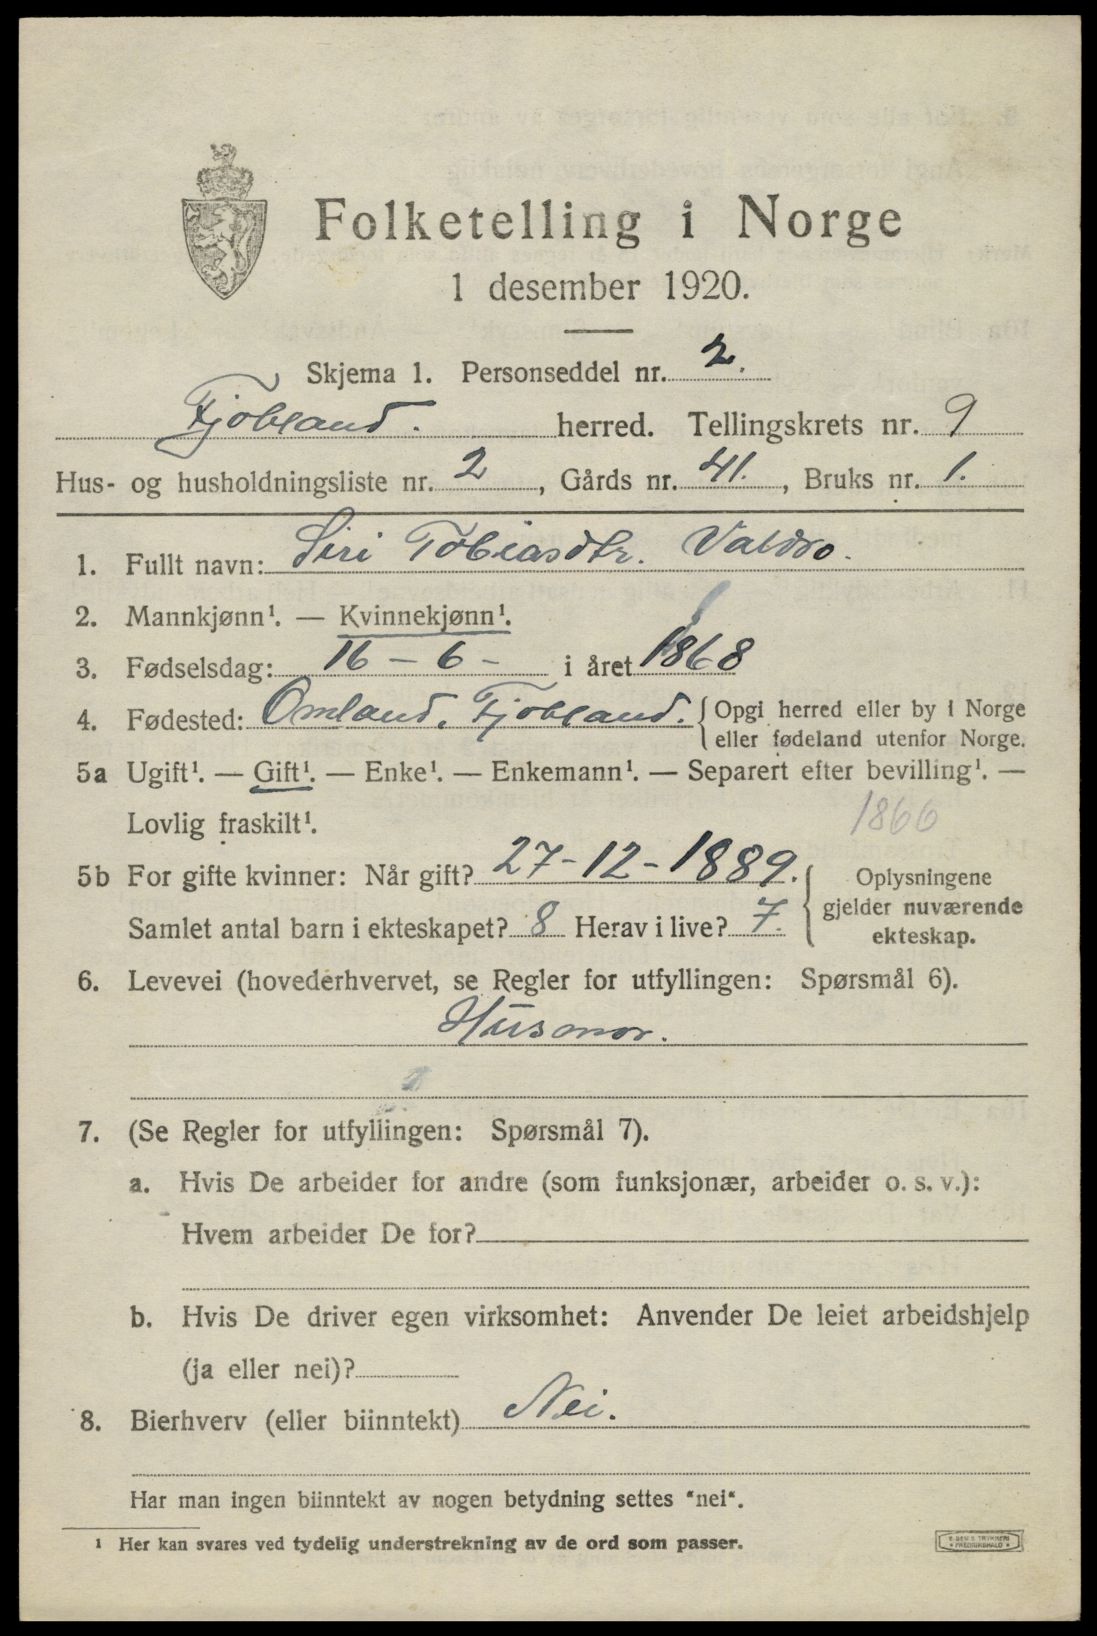 Folketelling i Norge
1 desember 1920.
Skjema 1. Personseddel nr. 2.
Fjotland. herred. Tellingskrets nr. 9
Hus- og husholdningsliste nr. 2, Gårds nr. 41., Bruks nr. 1.
1. Fullt navn: Siri Tobiasdtr. Valdro.
2. Mannkjønn¹. — Kvinnekjønn¹.
3. Fødselsdag: 16 - 6 - i året 1868
4. Fødested: Omland. Fjotland. { Opgi herred eller by i Norge
eller fødeland utenfor Norge.
5a Ugift¹. — Gift¹. — Enke¹. — Enkemann¹. — Separert efter bevilling¹. —
Lovlig fraskilt¹. 1866
5b For gifte kvinner: Når gift? 27-12-1889. { Oplysningene
gjelder nuværende
ekteskap.
Samlet antal barn i ekteskapet? 8 Herav i live? 7.
6. Levevei (hovederhvervet, se Regler for utfyllingen: Spørsmål 6).
Husmor.
7. (Se Regler for utfyllingen: Spørsmål 7).
a. Hvis De arbeider for andre (som funksjonær, arbeider o. s. v.):
Hvem arbeider De for?
b. Hvis De driver egen virksomhet: Anvender De leiet arbeidshjelp
(ja eller nei)?
8. Bierhverv (eller biinntekt) Nei.
Har man ingen biinntekt av nogen betydning settes "nei".
¹ Her kan svares ved tydelig understrekning av de ord som passer.